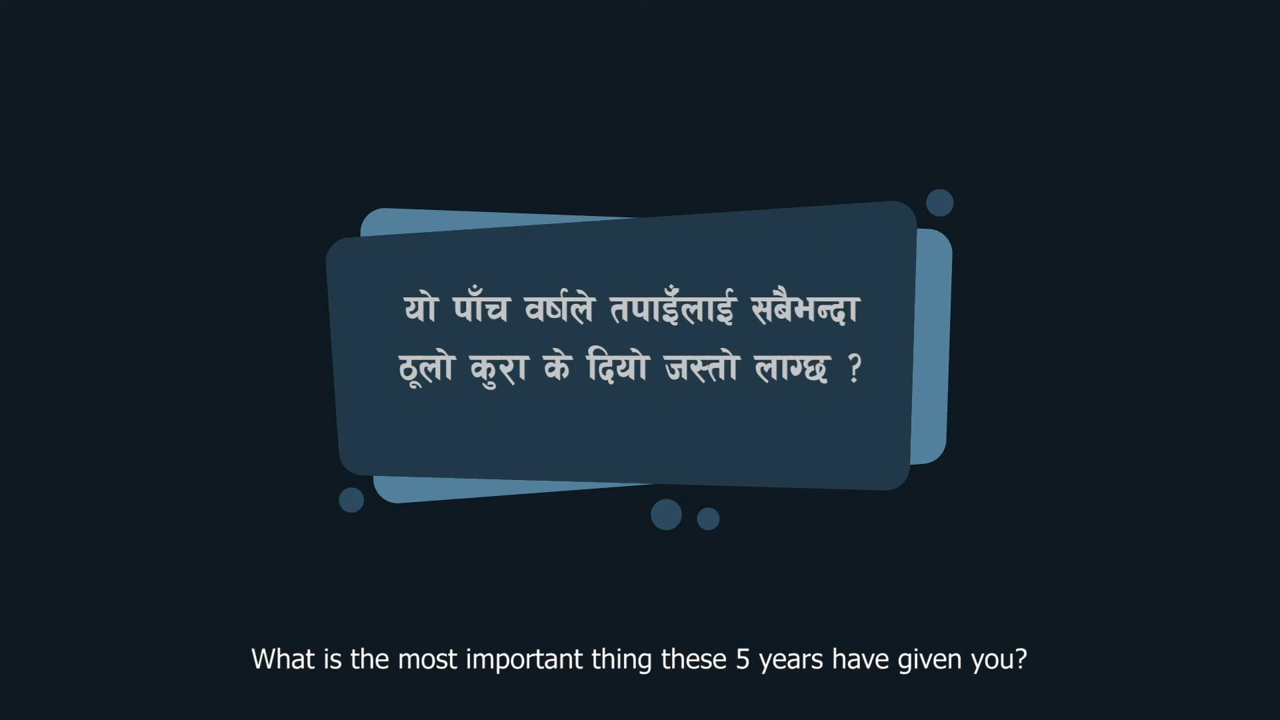 यो पाँच वर्षले तपाईँलाई सबैभन्दा
ठूलो कुरा के दियो जस्तो लाग्छ ?
What is the most important thing these 5 years have given you?